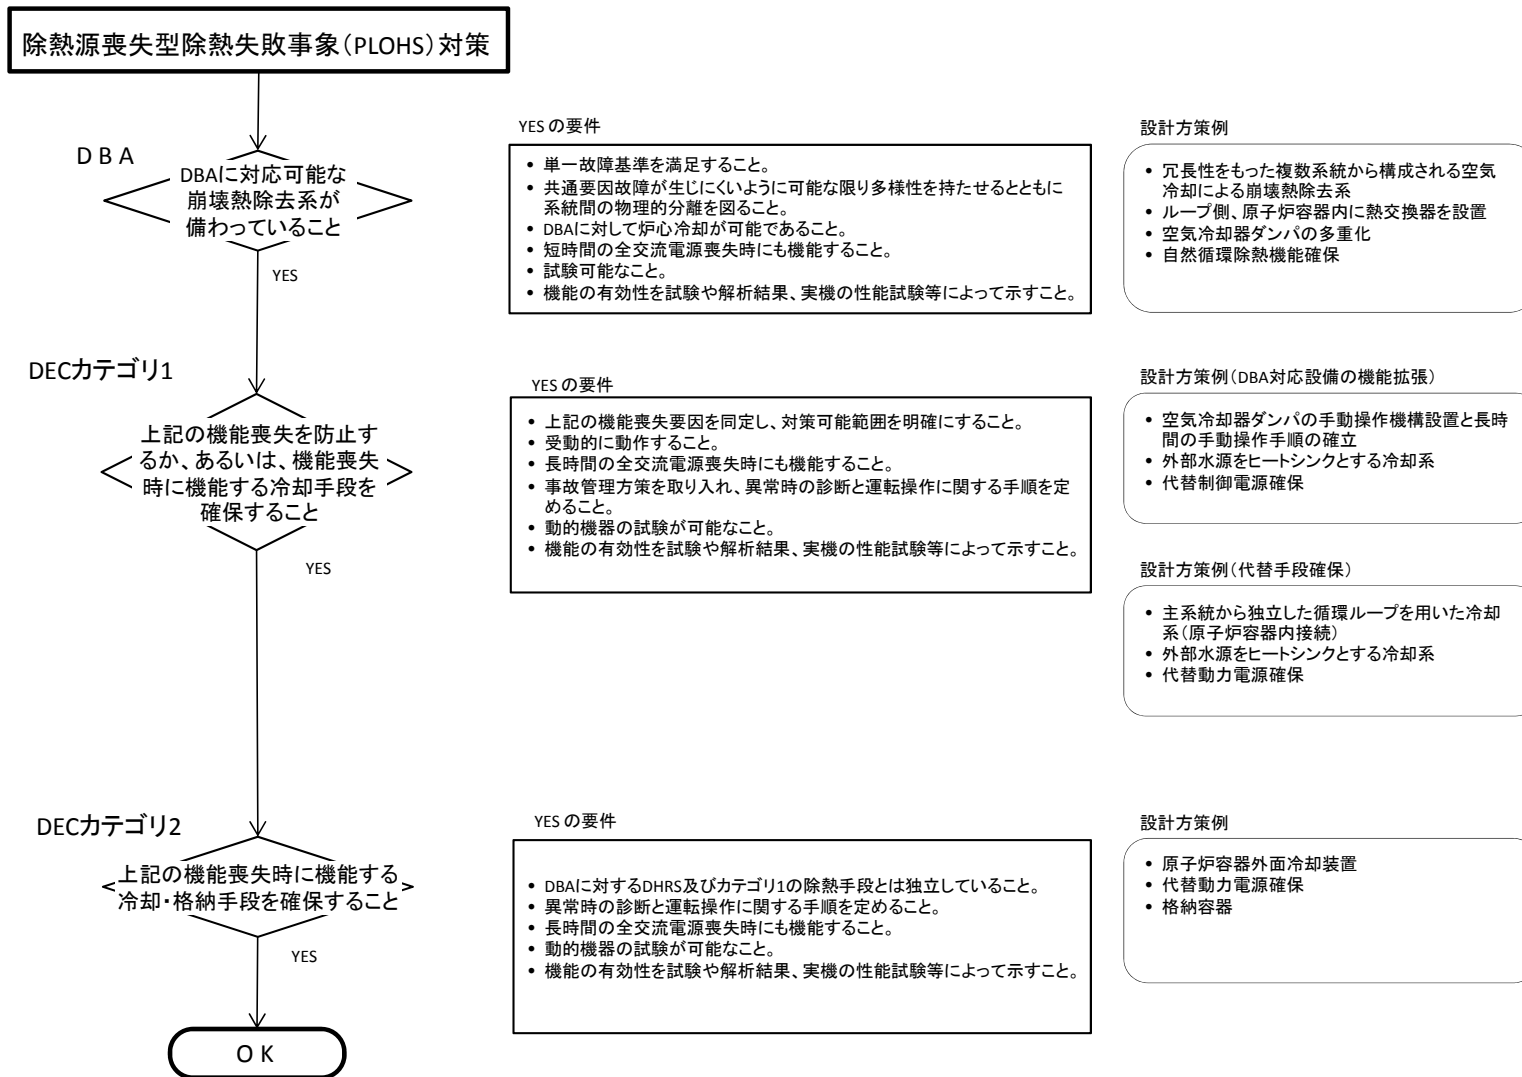 除熱源喪失型除熱失敗事象(PLOHS)対策
D B A
DBAに対応可能な
崩壊熱除去系が
備わっていること
YES
YES の要件
• 単一故障基準を満足すること。
• 共通要因故障が生じにくいように可能な限り多様性を持たせるとともに
系統間の物理的分離を図ること。
• DBAに対して炉心冷却が可能であること。
• 短時間の全交流電源喪失時にも機能すること。
• 試験可能なこと。
• 機能の有効性を試験や解析結果、実機の性能試験等によって示すこと。
設計方策例
• 冗長性をもった複数系統から構成される空気
冷却による崩壊熱除去系
• ループ側、原子炉容器内に熱交換器を設置
• 空気冷却器ダンパの多重化
• 自然循環除熱機能確保
DECカテゴリ1
上記の機能喪失を防止す
るか、あるいは、機能喪失
時に機能する冷却手段を
確保すること
YES
YES の要件
• 上記の機能喪失要因を同定し、対策可能範囲を明確にすること。
• 受動的に動作すること。
• 長時間の全交流電源喪失時にも機能すること。
• 事故管理方策を取り入れ、異常時の診断と運転操作に関する手順を定
めること。
• 動的機器の試験が可能なこと。
• 機能の有効性を試験や解析結果、実機の性能試験等によって示すこと。
設計方策例(DBA対応設備の機能拡張)
• 空気冷却器ダンパの手動操作機構設置と長時
間の手動操作手順の確立
• 外部水源をヒートシンクとする冷却系
• 代替制御電源確保
設計方策例(代替手段確保)
• 主系統から独立した循環ループを用いた冷却
系(原子炉容器内接続)
• 外部水源をヒートシンクとする冷却系
• 代替動力電源確保
DECカテゴリ2
上記の機能喪失時に機能する
冷却・格納手段を確保すること
YES
YES の要件
• DBAに対するDHRS及びカテゴリ1の除熱手段とは独立していること。
• 異常時の診断と運転操作に関する手順を定めること。
• 長時間の全交流電源喪失時にも機能すること。
• 動的機器の試験が可能なこと。
• 機能の有効性を試験や解析結果、実機の性能試験等によって示すこと。
設計方策例
• 原子炉容器外面冷却装置
• 代替動力電源確保
• 格納容器
O K